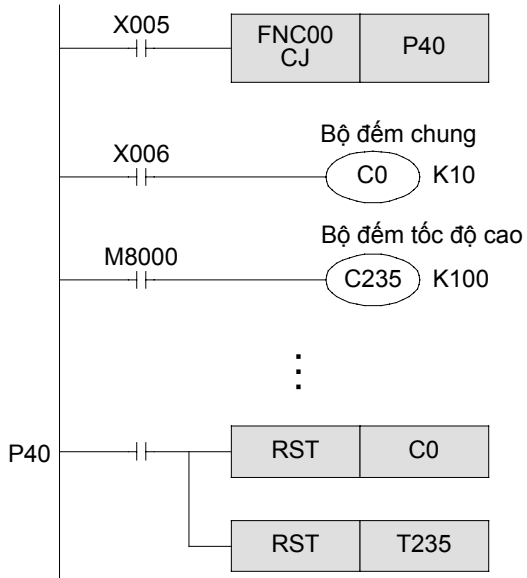 X005
FNC00
CJ
P40
Bộ đếm chung
X006
C0
K10
Bộ đếm tốc độ cao
M8000
C235
K100
P40
RST
C0
RST
T235